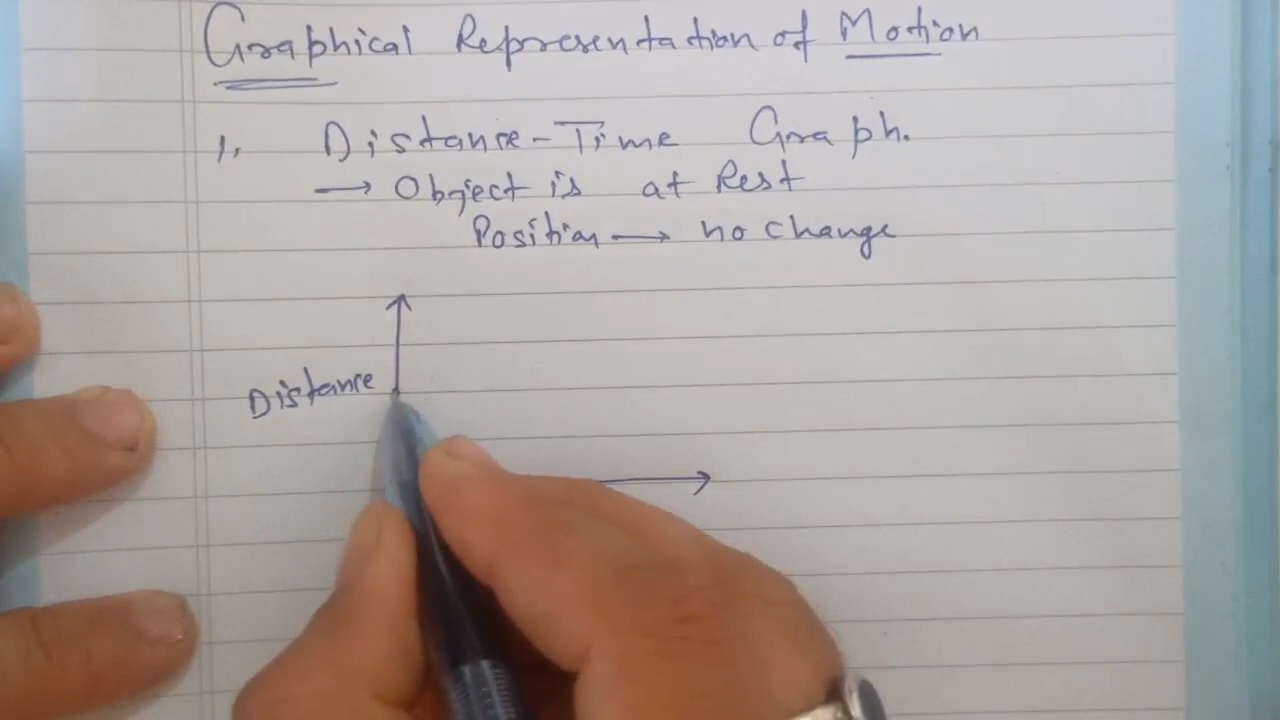 Graphical Representation of Motion
1. Distance-Time Graph.
→ Object is at Rest
Position → no change
Distance